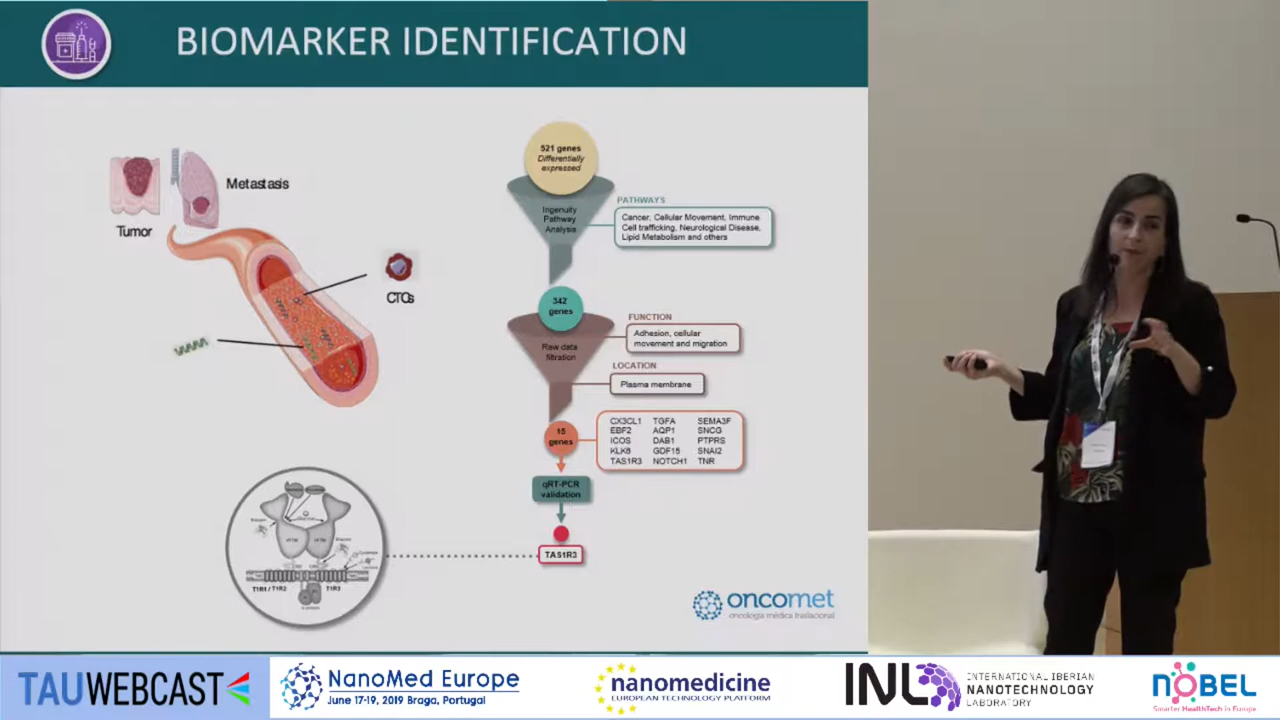 BIOMARKER IDENTIFICATION
Tumor
Metastasis
CTCs
521 genes
Differentially
expressed
Ingenuity
Pathway
Analysis
PATHWAYS
Cancer, Cellular Movement, Immune
Cell trafficking, Neurological Disease,
Lipid Metabolism and others
342
genes
Raw data
filtration
FUNCTION
Adhesion, cellular
movement and migration
LOCATION
Plasma membrane
15
genes
CX3CL1 TGFA SEMA3F
EBF2 AQP1 SNCG
ICOS DAB1 PTPRS
KLK8 GDF15 SNAI2
TAS1R3 NOTCH1 TNR
qRT-PCR
validation
TAS1R3
T1R1 / T1R2 T1R3
oncomet
oncología médica traslacional
TAUWEBCAST
NanoMed Europe
June 17-19, 2019 Braga, Portugal
nanomedicine
EUROPEAN TECHNOLOGY PLATFORM
INL
INTERNATIONAL IBERIAN
NANOTECHNOLOGY
LABORATORY
NOBEL
Smarter HealthTech in Europe